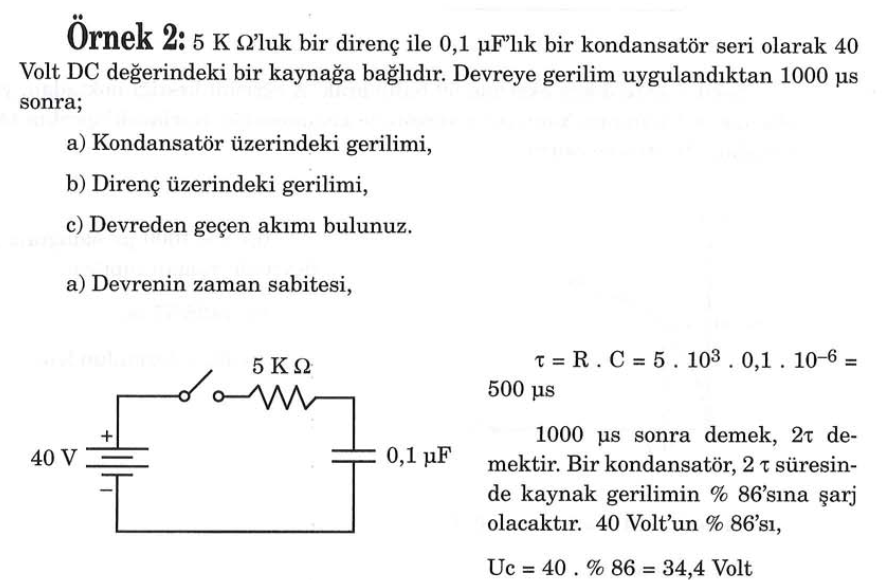 Örnek 2: 5 K Ω’luk bir direnç ile 0,1 µF’lık bir kondansatör seri olarak 40
Volt DC değerindeki bir kaynağa bağlıdır. Devreye gerilim uygulandıktan 1000 µs
sonra;
a) Kondansatör üzerindeki gerilimi,
b) Direnç üzerindeki gerilimi,
c) Devreden geçen akımı bulunuz.
a) Devrenin zaman sabitesi,
5 K Ω
+
40 V
–
0,1 µF
τ = R . C = 5 . 10³ . 0,1 . 10⁻⁶ =
500 µs
1000 µs sonra demek, 2τ de-
mektir. Bir kondansatör, 2 τ süresin-
de kaynak gerilimin % 86’sına şarj
olacaktır. 40 Volt’un % 86’sı,
Uc = 40 . % 86 = 34,4 Volt